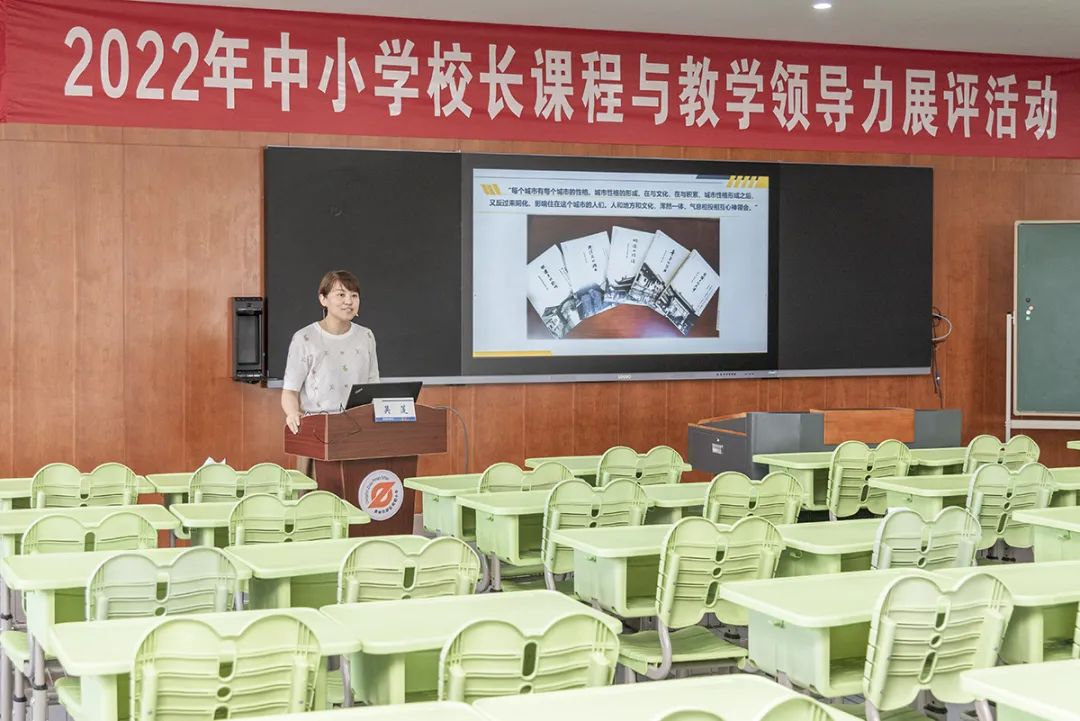 2022年中小学校长课程与教学领导力展评活动
“每个城市有每个城市的性格。城市性格的形成，在与文化，在与积累，城市性格形成之后，
又反过来同化、影响住在这个城市的人们。人和地方和文化，浑然一体，气息相投相互心神领会。”